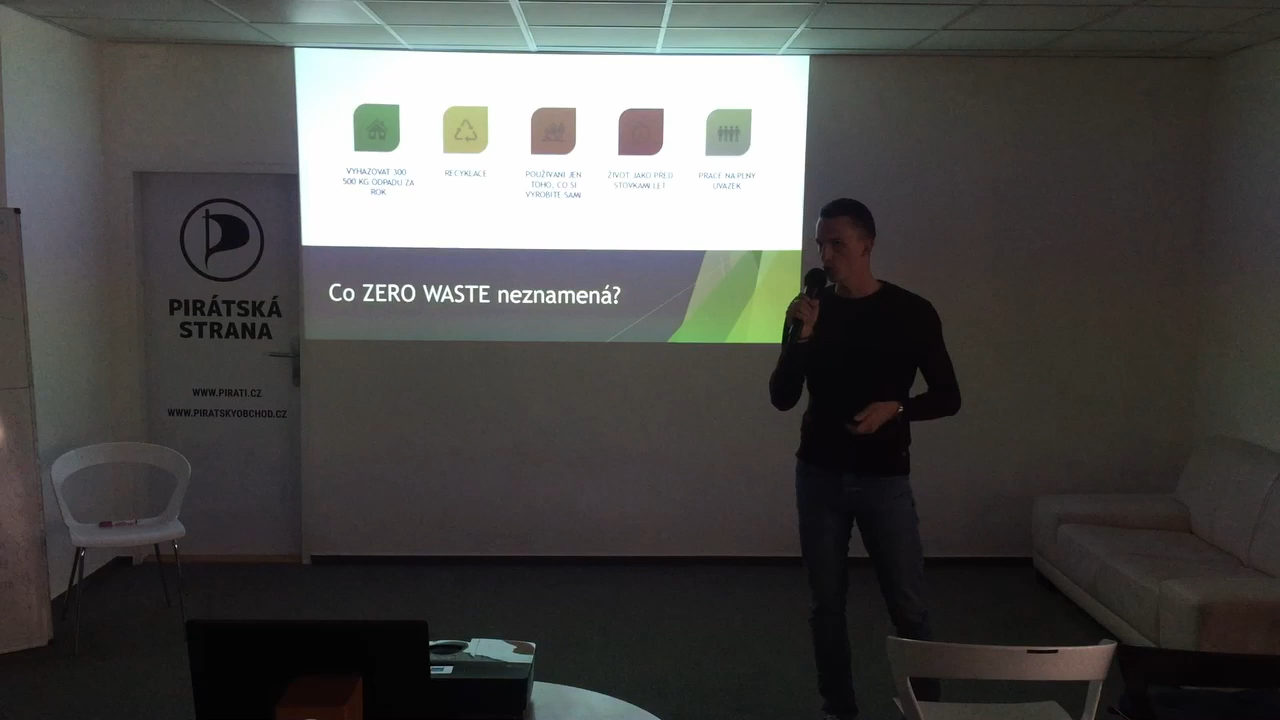 VYHAZOVAT 300
500 KG ODPADU ZA
ROK
RECYKLACE
POUŽÍVÁNÍ JEN
TOHO, CO SI
VYROBÍTE SAMI
ŽIVOT JAKO PŘED
STOVKAMI LET
PRÁCE NA PLNÝ
ÚVAZEK
Co ZERO WASTE neznamená?
PIRÁTSKÁ
STRANA
WWW.PIRATI.CZ
WWW.PIRATSKYOBCHOD.CZ